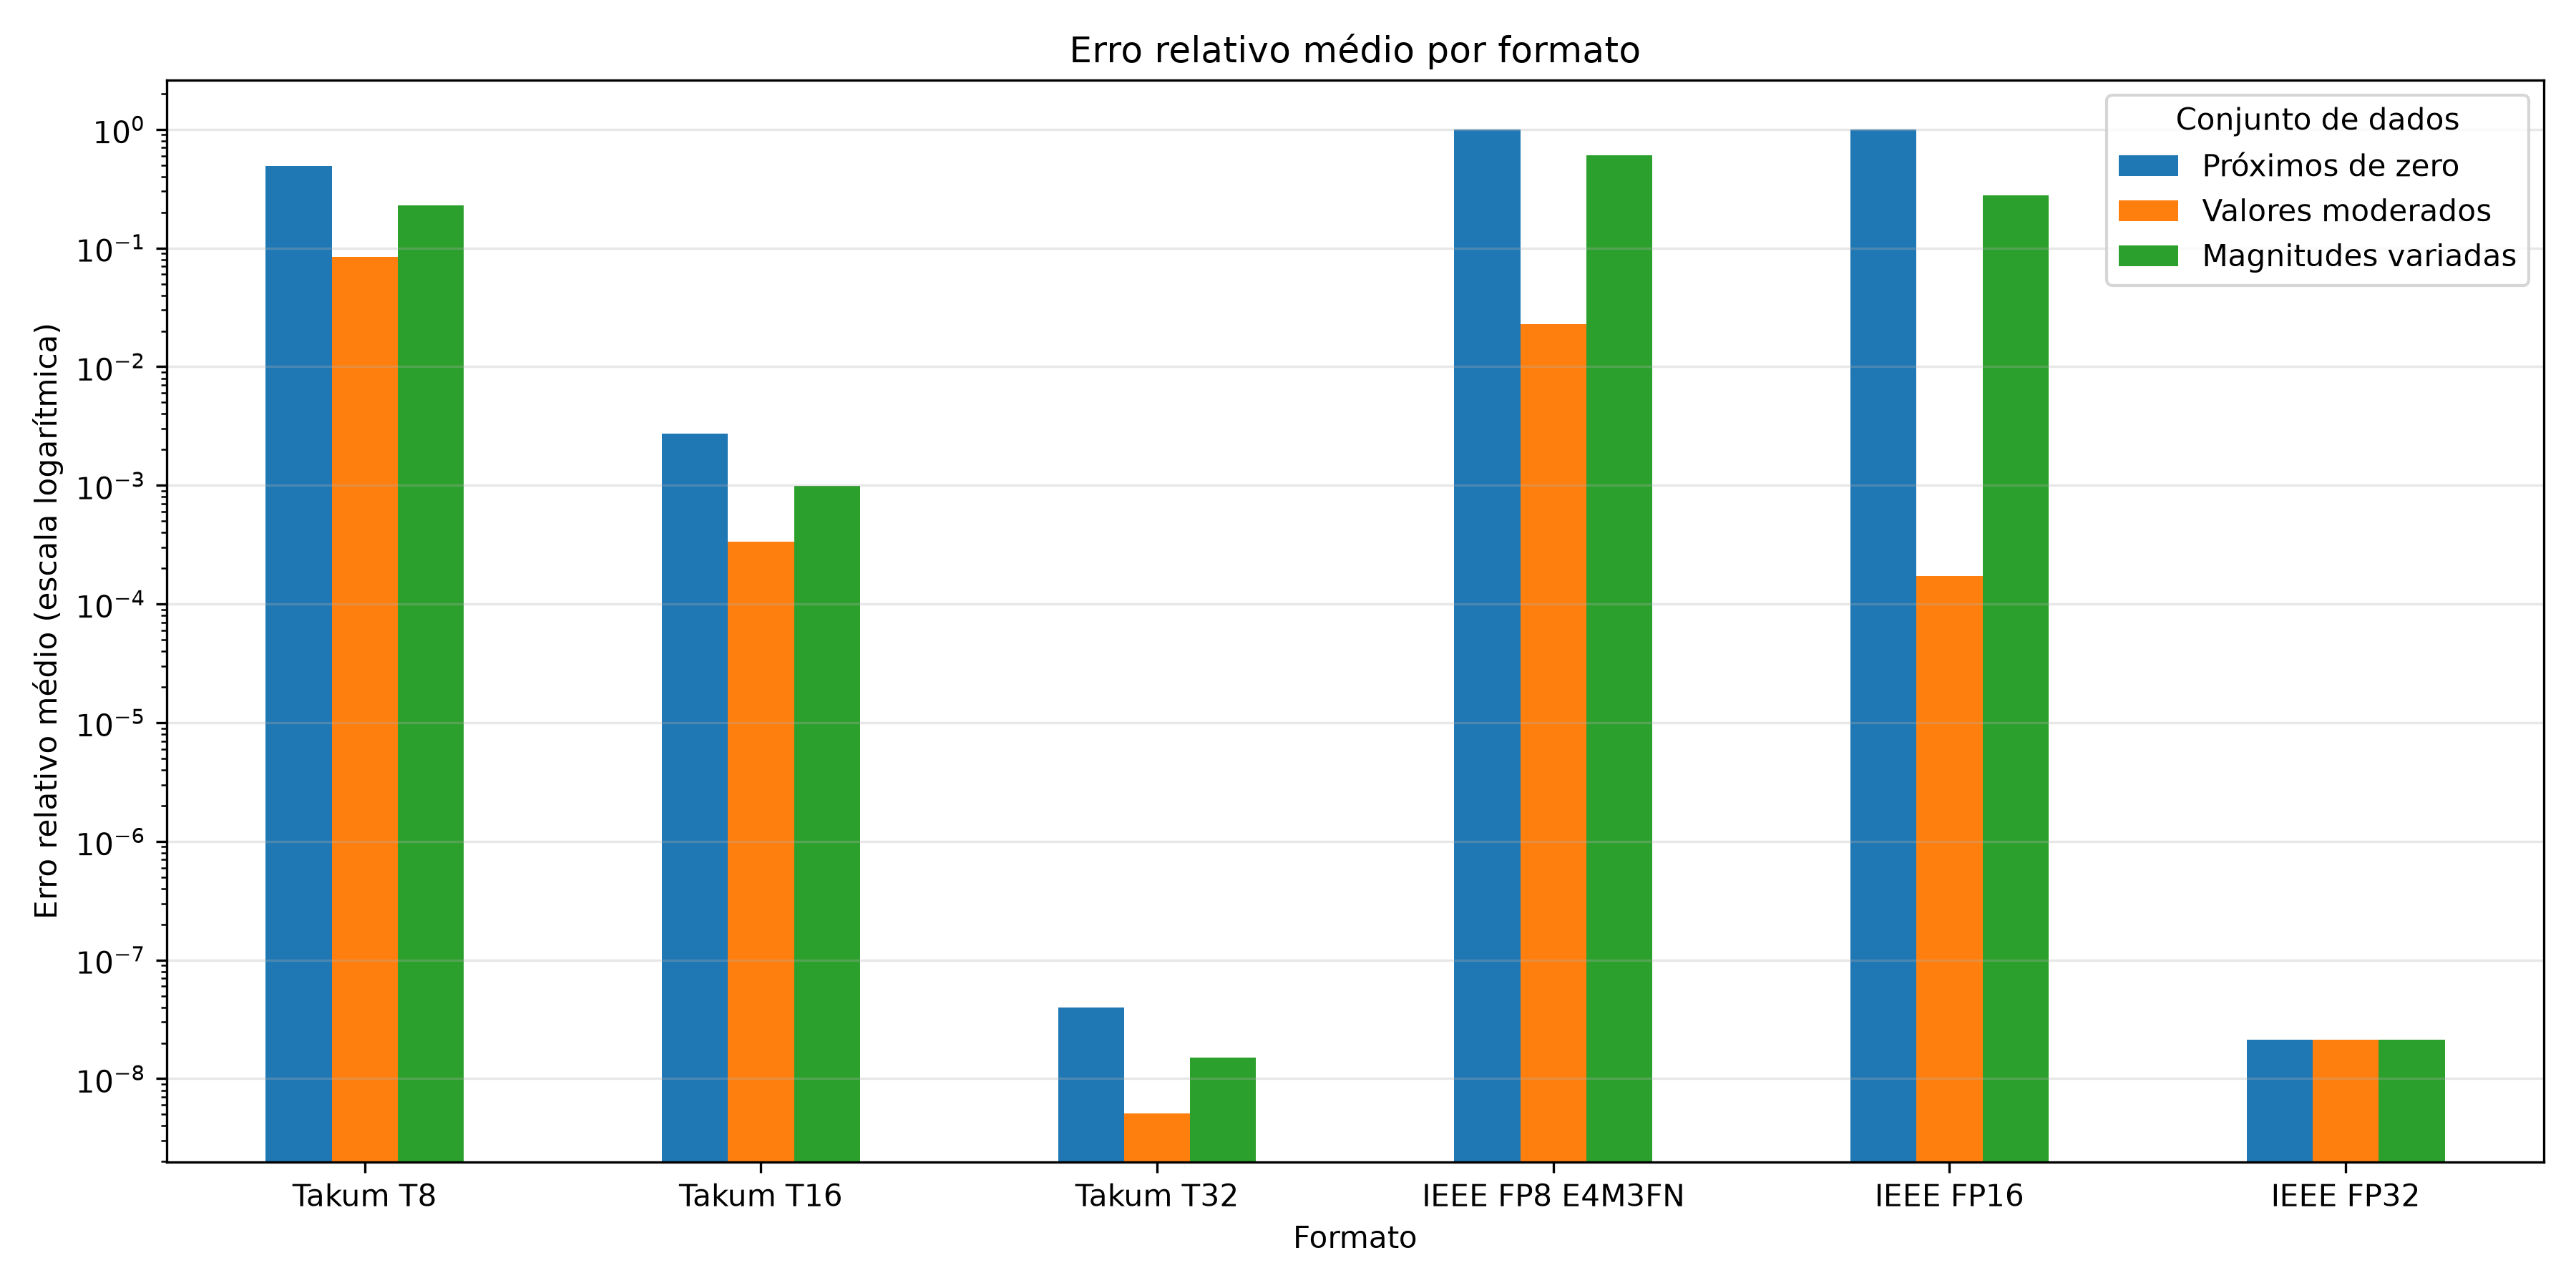 Erro relativo médio por formato
Erro relativo médio (escala logarítmica)
10⁰
10⁻¹
10⁻²
10⁻³
10⁻⁴
10⁻⁵
10⁻⁶
10⁻⁷
10⁻⁸
Conjunto de dados
Próximos de zero
Valores moderados
Magnitudes variadas
Takum T8
Takum T16
Takum T32
IEEE FP8 E4M3FN
IEEE FP16
IEEE FP32
Formato